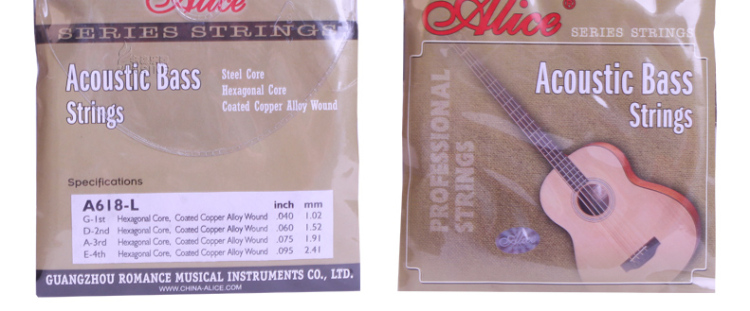 Alice
SERIES STRINGS
Acoustic Bass
Strings
Steel Core
Hexagonal Core
Coated Copper Alloy Wound
Specifications
A618-L inch mm
G-1st Hexagonal Core, Coated Copper Alloy Wound .040 1.02
D-2nd Hexagonal Core, Coated Copper Alloy Wound .060 1.52
A-3rd Hexagonal Core, Coated Copper Alloy Wound .075 1.91
E-4th Hexagonal Core, Coated Copper Alloy Wound .095 2.41
GUANGZHOU ROMANCE MUSICAL INSTRUMENTS CO., LTD.
WWW.CHINA-ALICE.COM
Alice®
SERIES STRINGS
Acoustic Bass
Strings
PROFESSIONAL
STRINGS
Alice